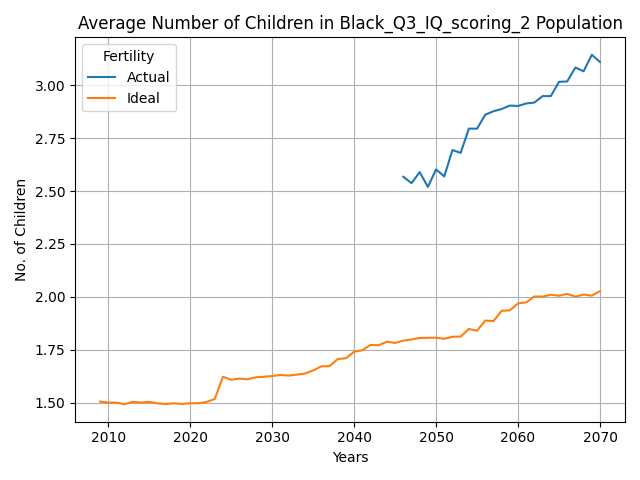 Average Number of Children in Black_Q3_IQ_scoring_2 Population
Fertility
Actual
Ideal
No. of Children
3.00
2.75
2.50
2.25
2.00
1.75
1.50
2010 2020 2030 2040 2050 2060 2070
Years